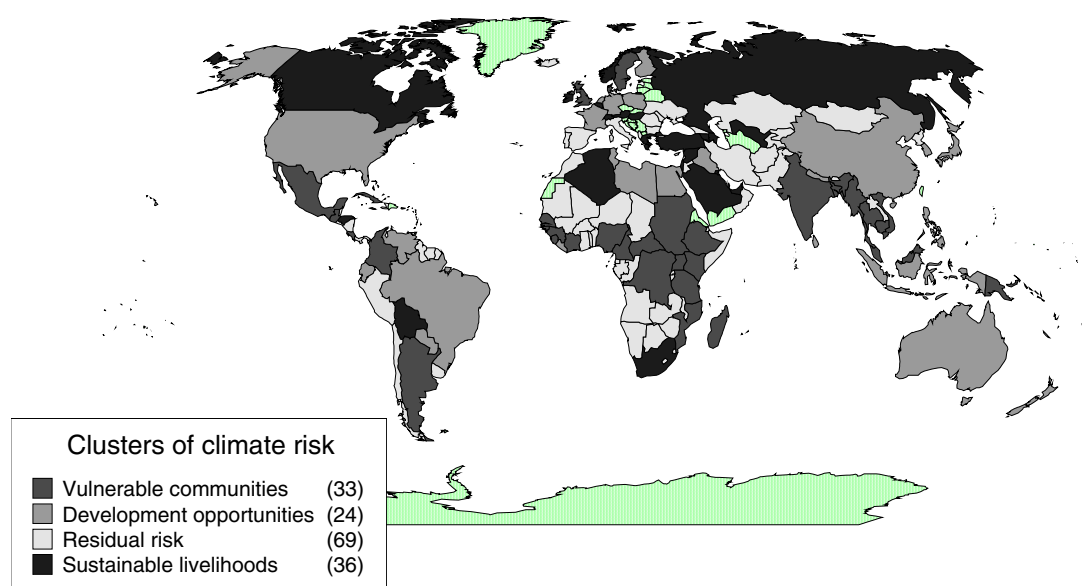 Clusters of climate risk
Vulnerable communities (33)
Development opportunities (24)
Residual risk (69)
Sustainable livelihoods (36)